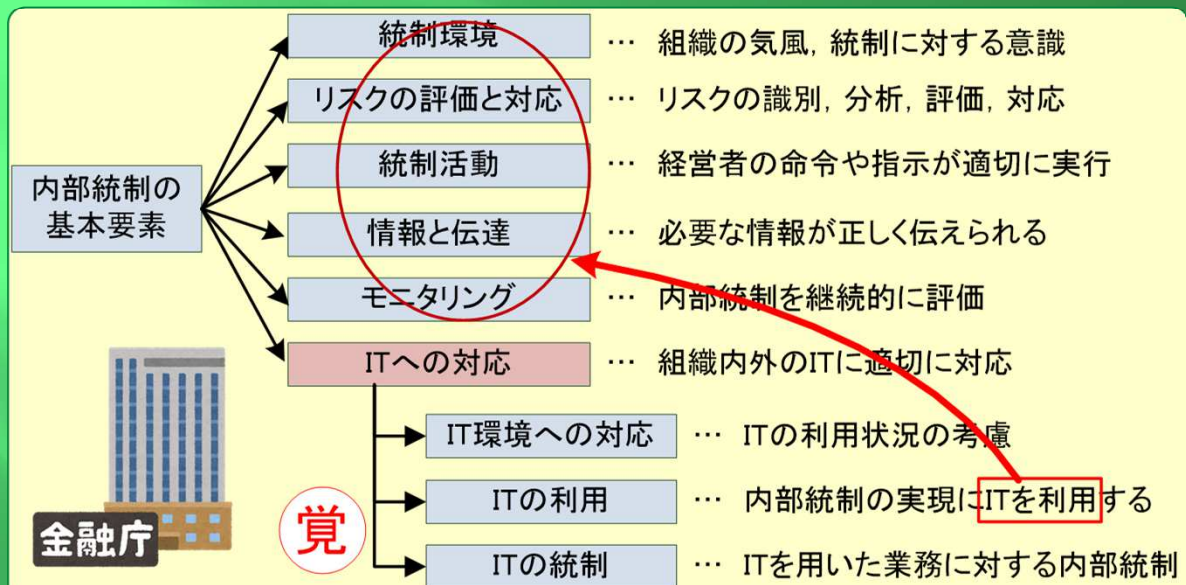 統制環境 … 組織の気風, 統制に対する意識
リスクの評価と対応 … リスクの識別, 分析, 評価, 対応
統制活動 … 経営者の命令や指示が適切に実行
内部統制の
基本要素
情報と伝達 … 必要な情報が正しく伝えられる
モニタリング … 内部統制を継続的に評価
ITへの対応 … 組織内外のITに適切に対応
IT環境への対応 … ITの利用状況の考慮
ITの利用 … 内部統制の実現にITを利用する
覚
金融庁
ITの統制 … ITを用いた業務に対する内部統制